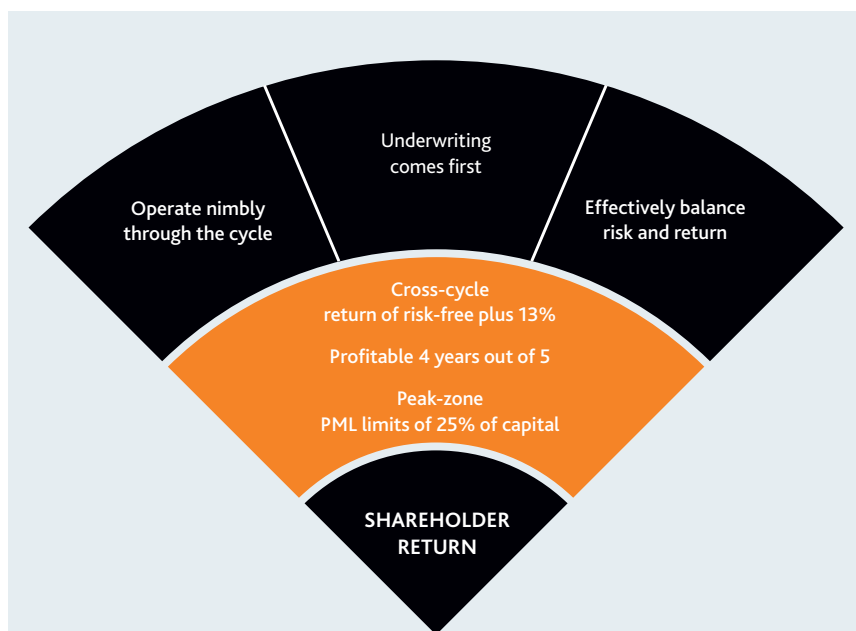 Underwriting
comes first
Operate nimbly
through the cycle
Effectively balance
risk and return
Cross-cycle
return of risk-free plus 13%
Profitable 4 years out of 5
Peak-zone
PML limits of 25% of capital
SHAREHOLDER
RETURN